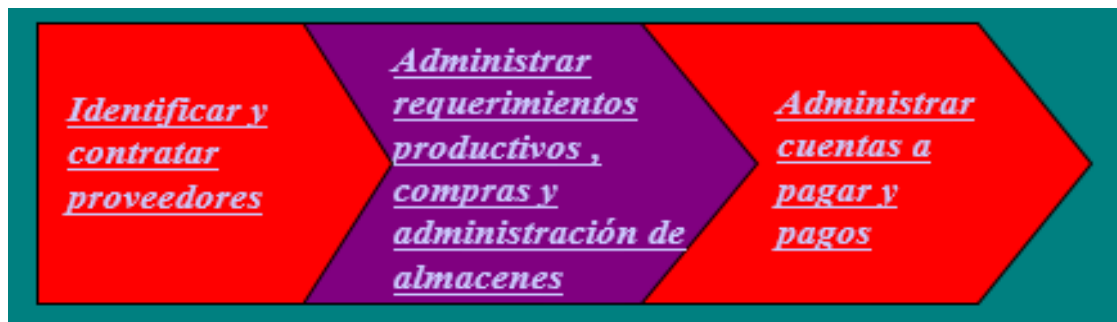 Identificar y
contratar
proveedores
Administrar
requerimientos
productivos ,
compras y
administración de
almacenes
Administrar
cuentas a
pagar y
pagos